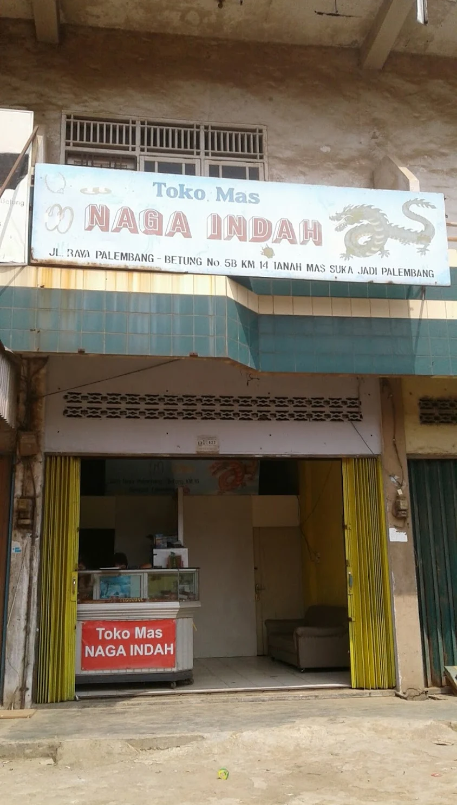 Toko Mas
NAGA INDAH
JL. RAYA PALEMBANG - BETUNG No 5B KM 14 TANAH MAS SUKA JADI PALEMBANG
Toko Mas
NAGA INDAH